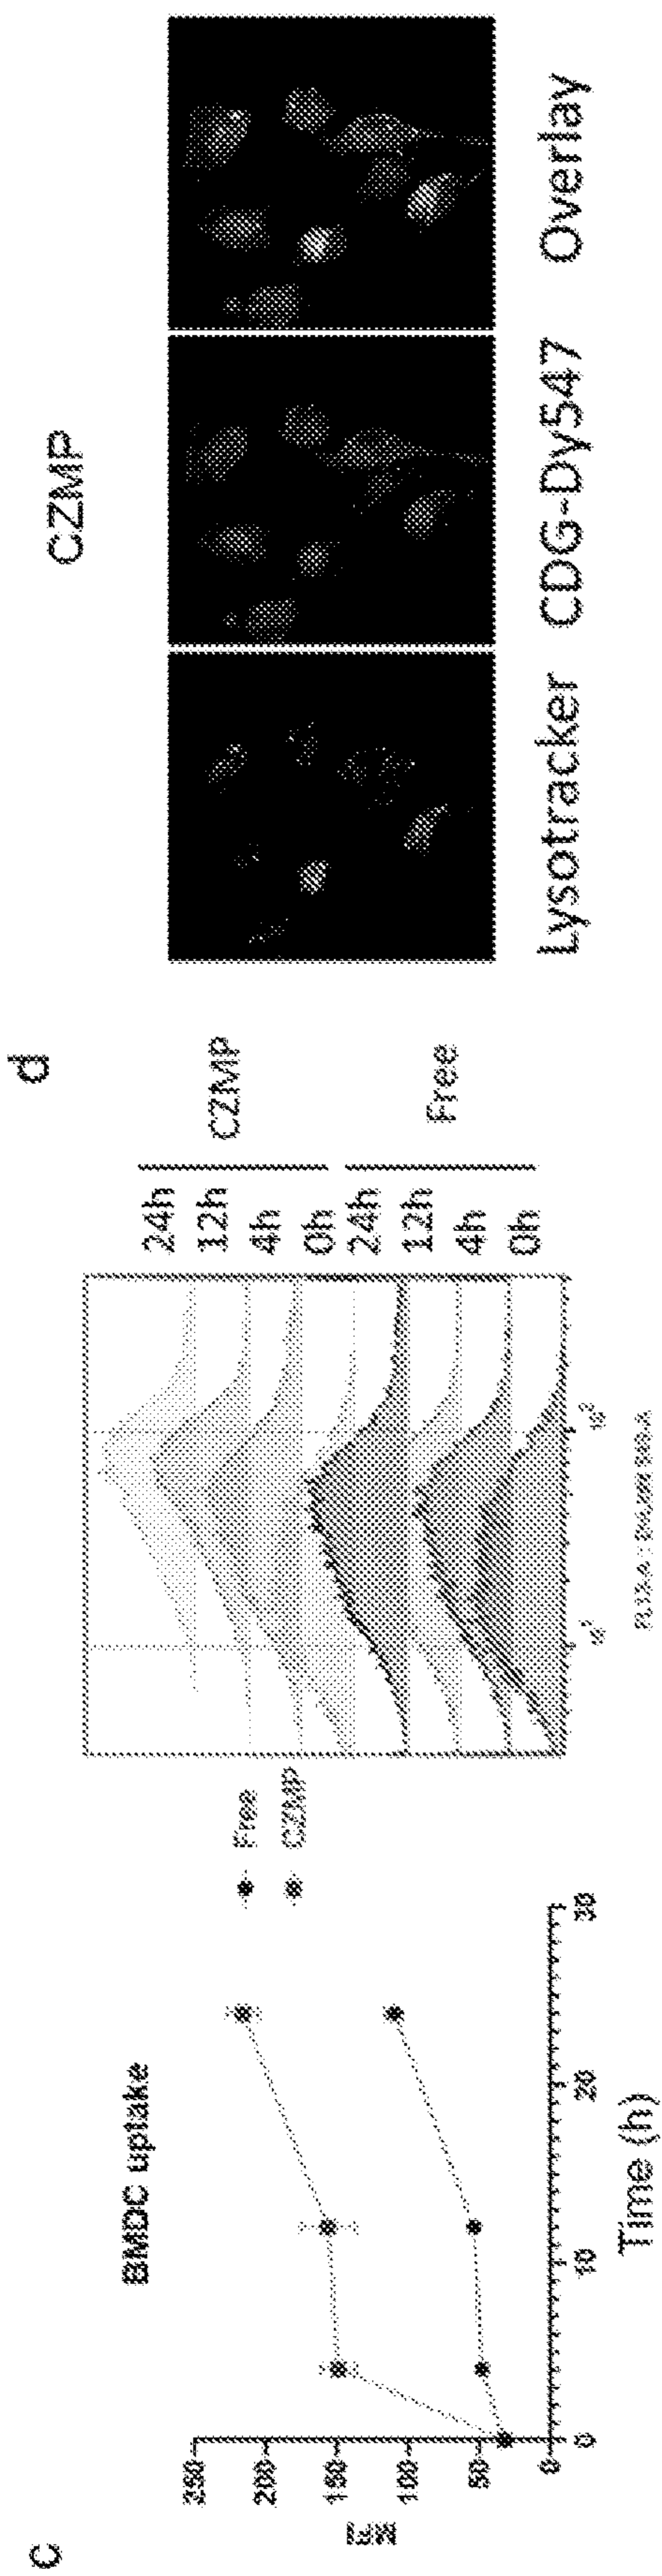 c
BMDC uptake
MFI
250
200
150
100
50
0
0
10
20
30
Time (h)
Free
CZMP
24h
12h
4h
0h
24h
12h
4h
0h
CZMP
Free
d
CZMP
Lysotracker
CDG-Dy547
Overlay